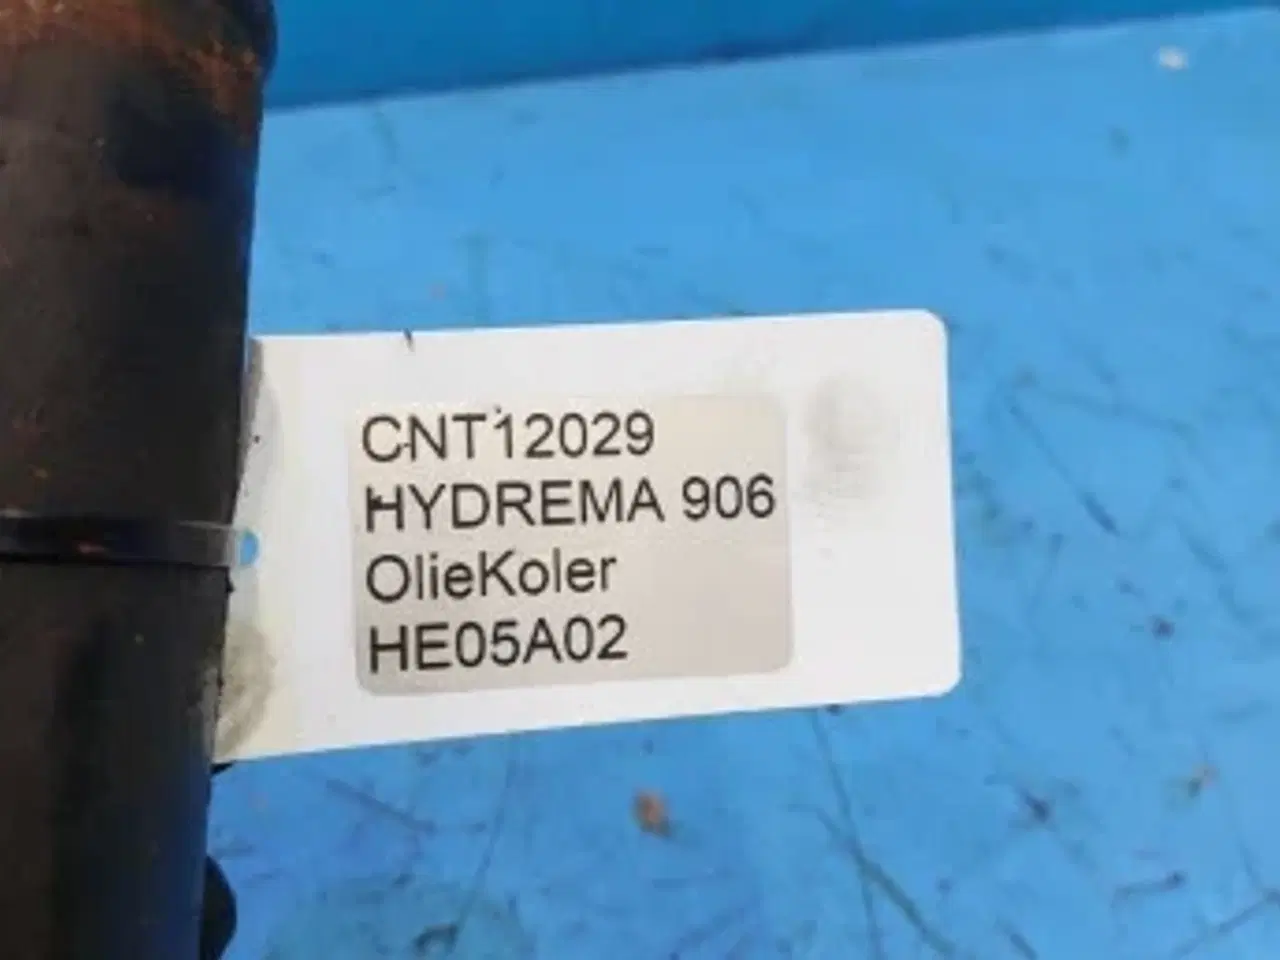 CNT12029
HYDREMA 906
OlieKoler
HE05A02